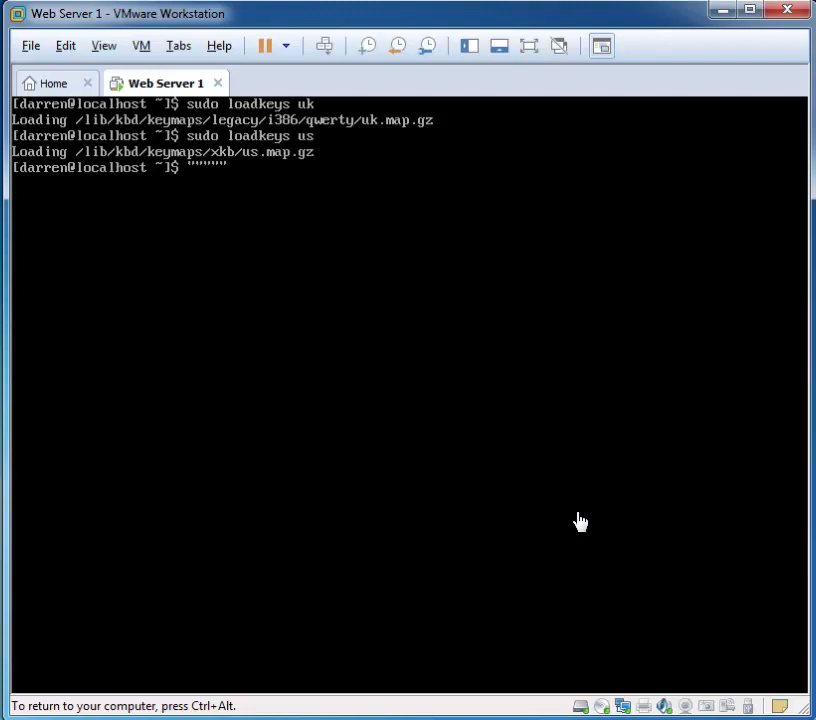 Web Server 1 - VMware Workstation
File Edit View VM Tabs Help
Home Web Server 1
[darren@localhost ~]$ sudo loadkeys uk
Loading /lib/kbd/keymaps/legacy/i386/qwerty/uk.map.gz
[darren@localhost ~]$ sudo loadkeys us
Loading /lib/kbd/keymaps/xkb/us.map.gz
[darren@localhost ~]$ """""
To return to your computer, press Ctrl+Alt.